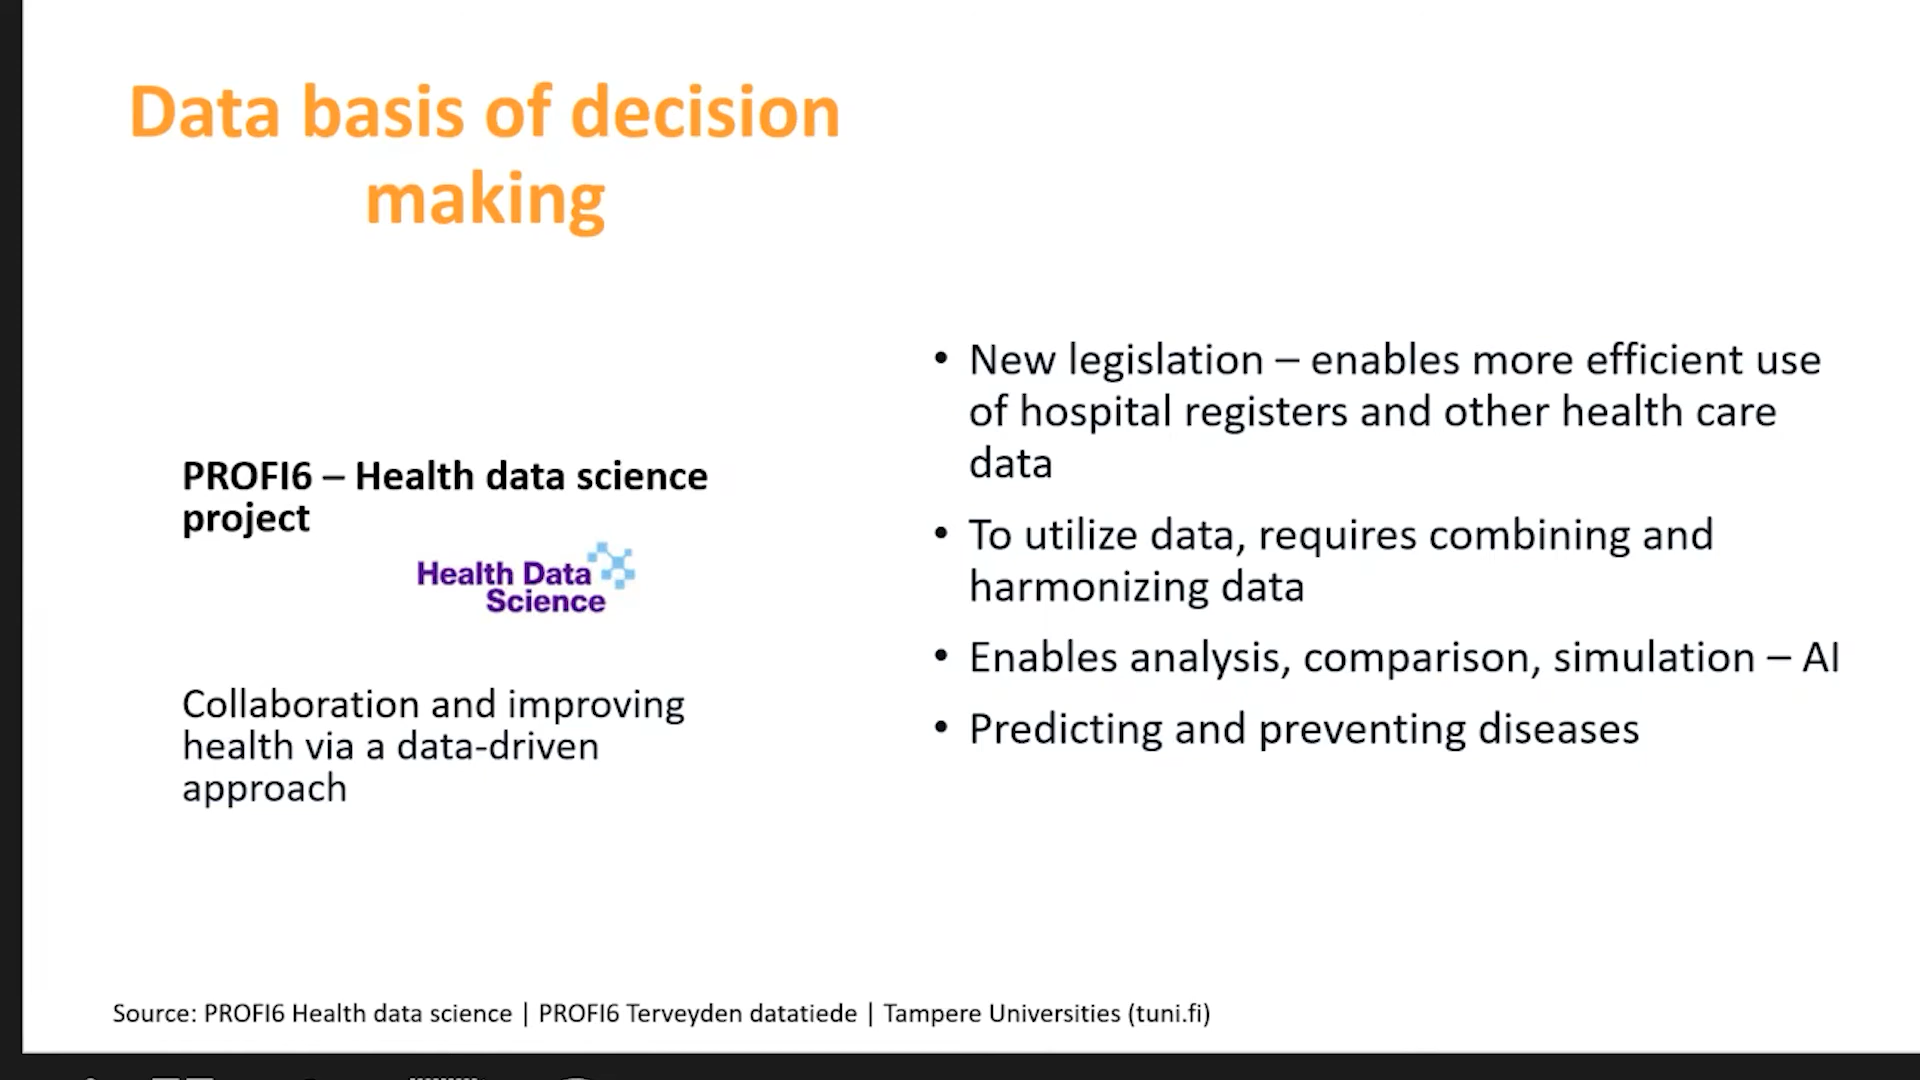 Data basis of decision
making
PROFI6 – Health data science
project
Health Data
Science
Collaboration and improving
health via a data-driven
approach
• New legislation – enables more efficient use
of hospital registers and other health care
data
• To utilize data, requires combining and
harmonizing data
• Enables analysis, comparison, simulation – AI
• Predicting and preventing diseases
Source: PROFI6 Health data science | PROFI6 Terveyden datatiede | Tampere Universities (tuni.fi)